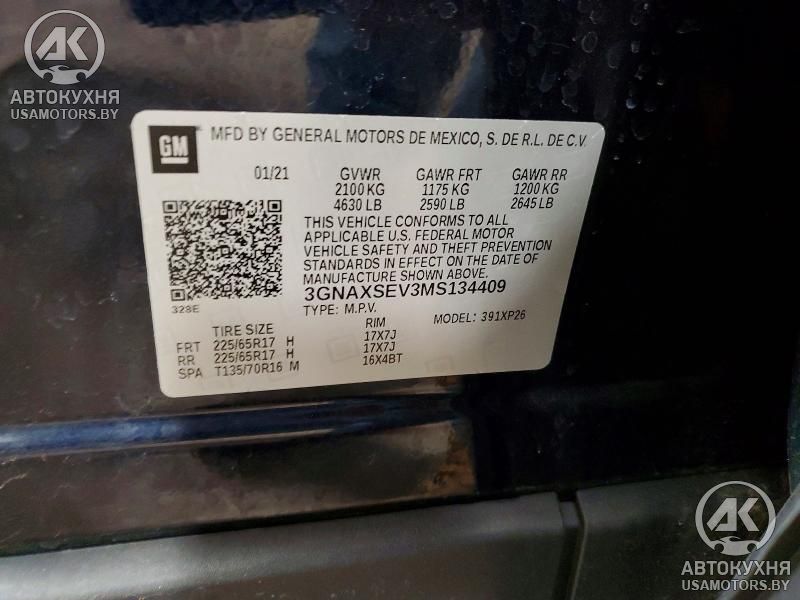 АК
АВТОКУХНЯ
USAMOTORS.BY
GM
MFD BY GENERAL MOTORS DE MEXICO, S. DE R.L. DE C.V.
01/21 GVWR GAWR FRT GAWR RR
2100 KG 1175 KG 1200 KG
4630 LB 2590 LB 2645 LB
THIS VEHICLE CONFORMS TO ALL
APPLICABLE U.S. FEDERAL MOTOR
VEHICLE SAFETY AND THEFT PREVENTION
STANDARDS IN EFFECT ON THE DATE OF
MANUFACTURE SHOWN ABOVE.
3GNAXSEV3MS134409
328E
TYPE: M.P.V. MODEL: 391XP26
TIRE SIZE RIM
FRT 225/65R17 H 17X7J
RR 225/65R17 H 17X7J
SPA T135/70R16 M 16X4BT
АК
АВТОКУХНЯ
USAMOTORS.BY